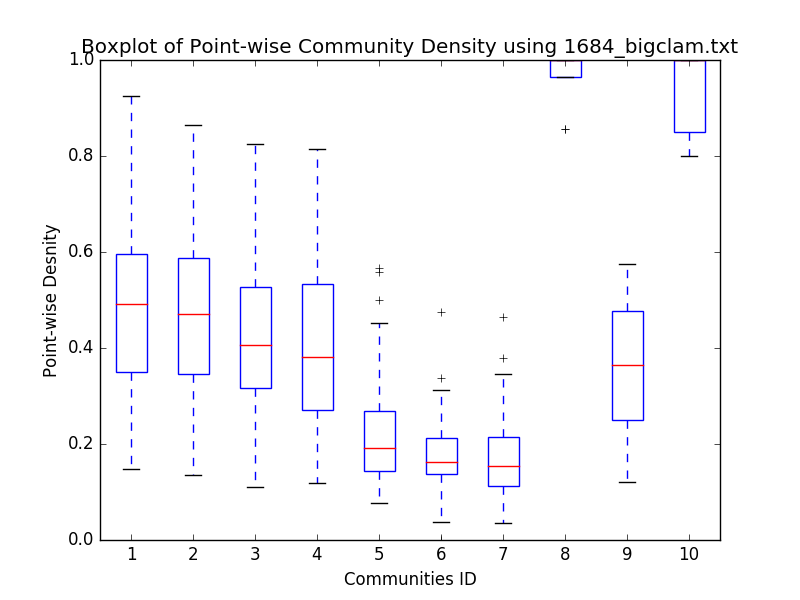 Boxplot of Point-wise Community Density using 1684_bigclam.txt
1.0
0.8
0.6
0.4
0.2
0.0
Point-wise Desnity
1 2 3 4 5 6 7 8 9 10
Communities ID